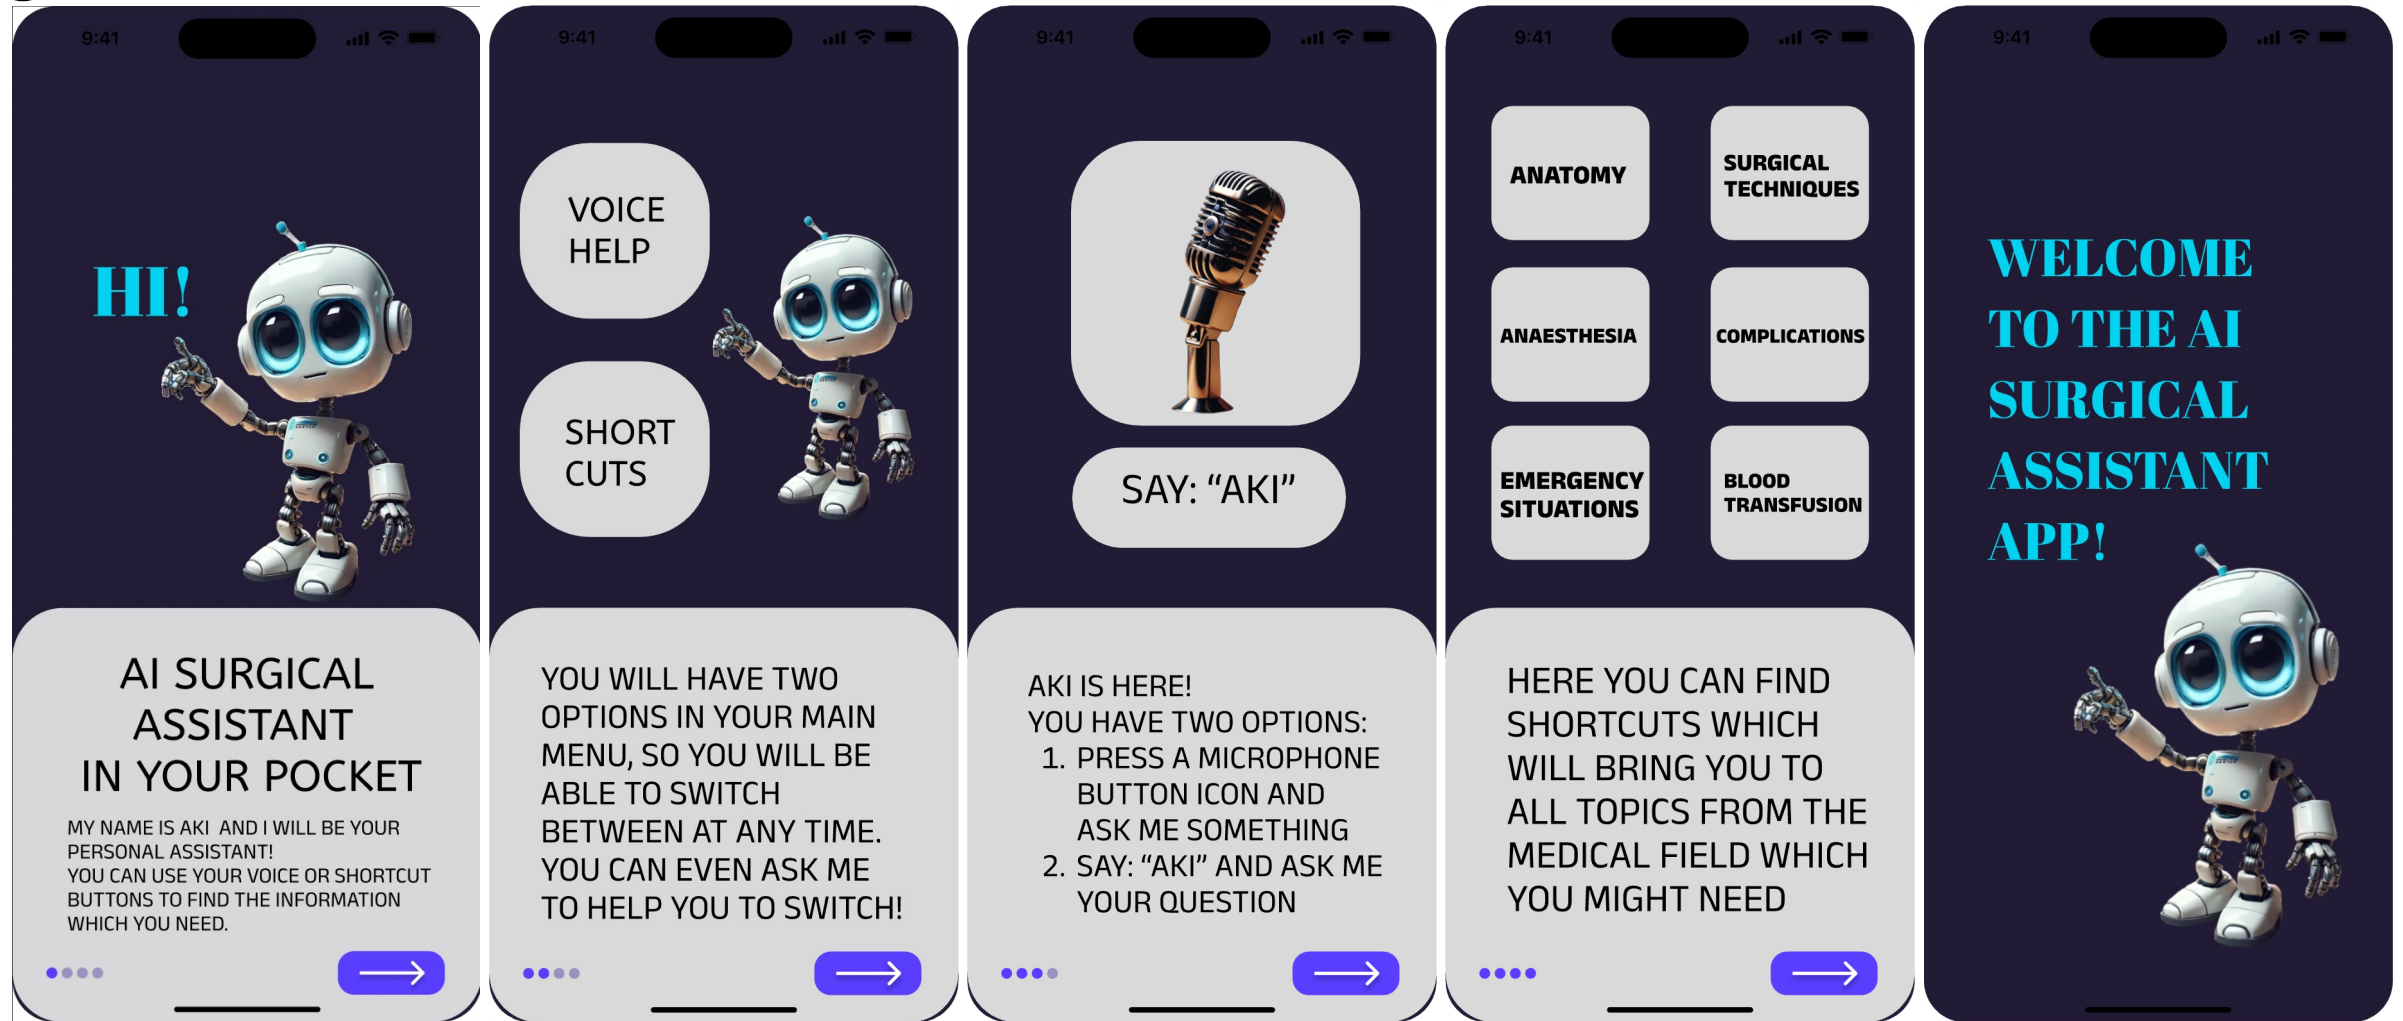 9:41
HI!
AI SURGICAL
ASSISTANT
IN YOUR POCKET
MY NAME IS AKI  AND I WILL BE YOUR
PERSONAL ASSISTANT!
YOU CAN USE YOUR VOICE OR SHORTCUT
BUTTONS TO FIND THE INFORMATION
WHICH YOU NEED.
9:41
VOICE
HELP
SHORT
CUTS
YOU WILL HAVE TWO
OPTIONS IN YOUR MAIN
MENU, SO YOU WILL BE
ABLE TO SWITCH
BETWEEN AT ANY TIME.
YOU CAN EVEN ASK ME
TO HELP YOU TO SWITCH!
9:41
SAY: “AKI”
AKI IS HERE!
YOU HAVE TWO OPTIONS:
1. PRESS A MICROPHONE
BUTTON ICON AND
ASK ME SOMETHING
2. SAY: “AKI” AND ASK ME
YOUR QUESTION
9:41
ANATOMY
SURGICAL
TECHNIQUES
ANAESTHESIA
COMPLICATIONS
EMERGENCY
SITUATIONS
BLOOD
TRANSFUSION
HERE YOU CAN FIND
SHORTCUTS WHICH
WILL BRING YOU TO
ALL TOPICS FROM THE
MEDICAL FIELD WHICH
YOU MIGHT NEED
9:41
WELCOME
TO THE AI
SURGICAL
ASSISTANT
APP!